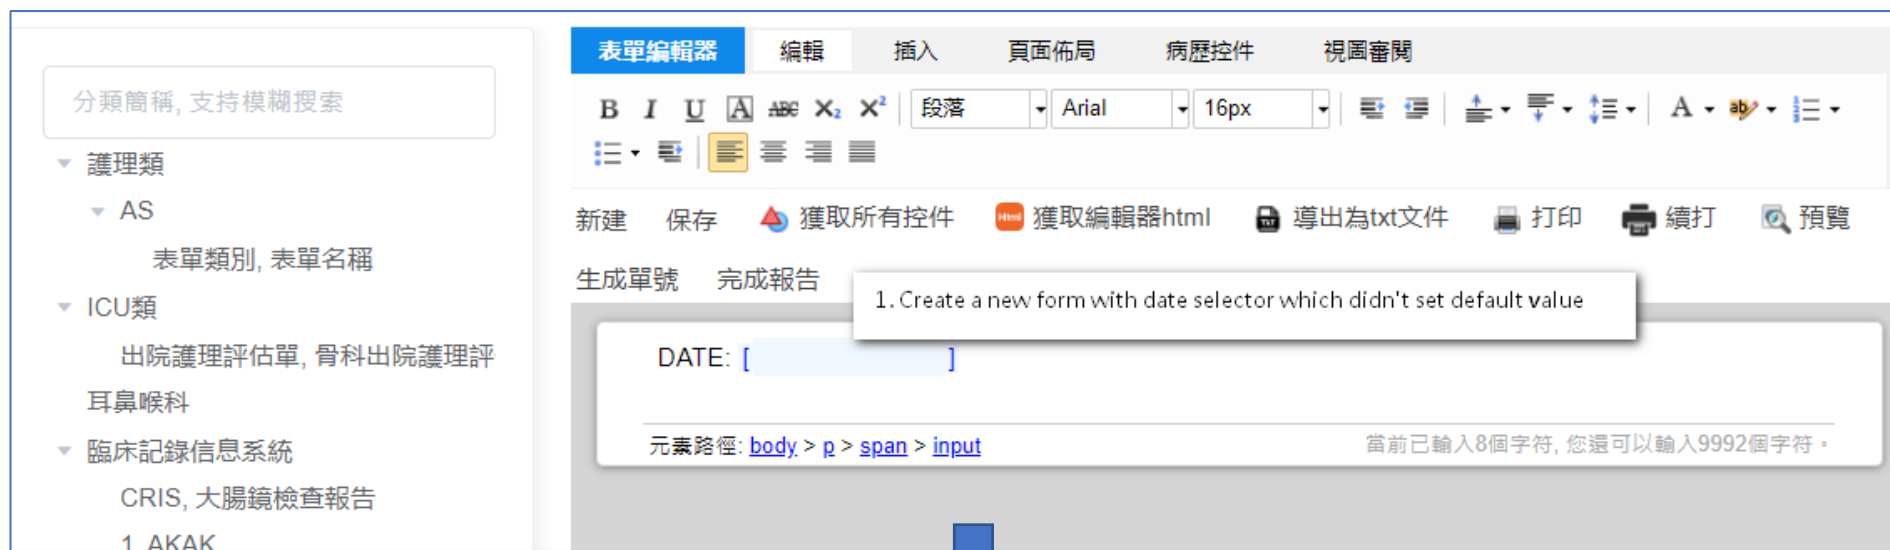 分類簡稱, 支持模糊搜索
護理類
AS
表單類別, 表單名稱
ICU類
出院護理評估單, 骨科出院護理評
耳鼻喉科
臨床記錄信息系統
CRIS, 大腸鏡檢查報告
1, AKAK
表單編輯器 編輯 插入 頁面佈局 病歷控件 視圖審閱
B I U A ABC X₂ X² 段落 Arial 16px A ab
新建 保存 獲取所有控件 Html 獲取編輯器html TXT 導出為txt文件 打印 續打 預覽
生成單號 完成報告
1. Create a new form with date selector which didn't set default value
DATE: [ ]
元素路徑: body > p > span > input 當前已輸入8個字符, 您還可以輸入9992個字符。